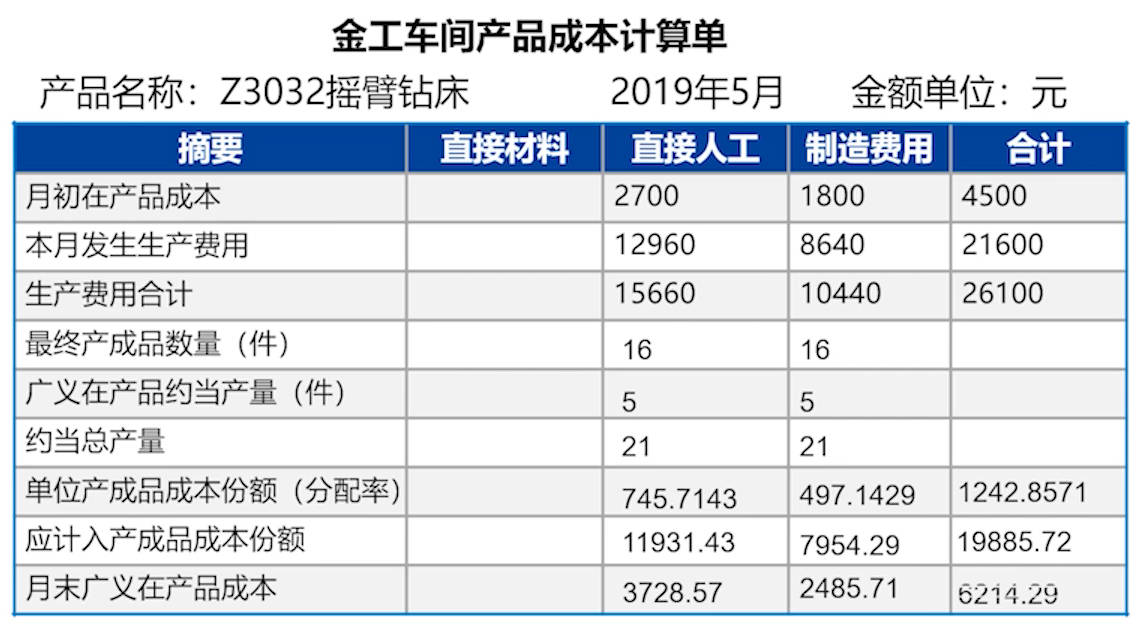 金工车间产品成本计算单
产品名称：Z3032摇臂钻床 2019年5月 金额单位：元
摘要 直接材料 直接人工 制造费用 合计
月初在产品成本 2700 1800 4500
本月发生生产费用 12960 8640 21600
生产费用合计 15660 10440 26100
最终产成品数量（件） 16 16
广义在产品约当产量（件） 5 5
约当总产量 21 21
单位产成品成本份额（分配率） 745.7143 497.1429 1242.8571
应计入产成品成本份额 11931.43 7954.29 19885.72
月末广义在产品成本 3728.57 2485.71 6214.29